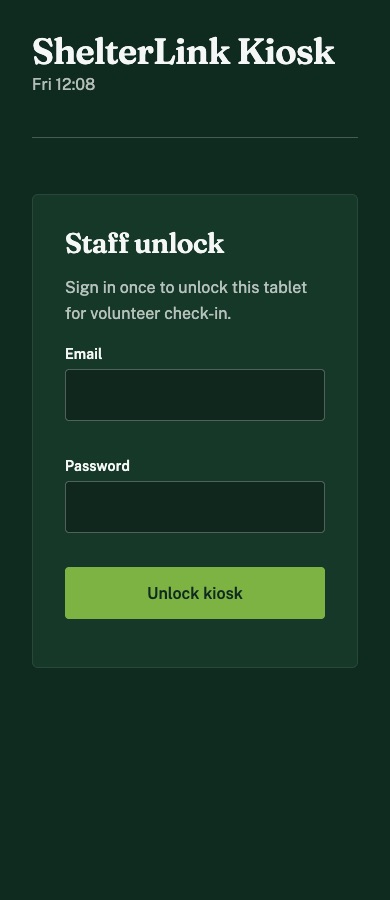 ShelterLink Kiosk
Fri 12:08
Staff unlock
Sign in once to unlock this tablet
for volunteer check-in.
Email
Password
Unlock kiosk